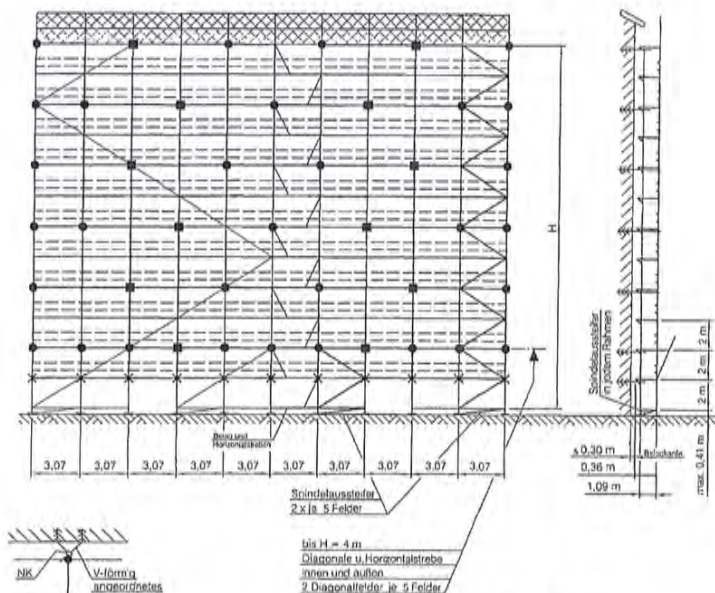 H
Spindelaussteifer
in jedem Rahmen
2 m
2 m
2 m
max. 0,41 m
Belag und
Horizontalstreben
≤ 0,30 m
Belagkante
0,36 m
1,09 m
3,07 3,07 3,07 3,07 3,07 3,07 3,07 3,07 3,07 3,07
Spindelaussteifer
2 x je 5 Felder
bis H = 4 m
Diagonale u. Horizontalstrebe
innen und außen
2 Diagonalfelder je 5 Felder
NK
V-förmig
angeordnetes